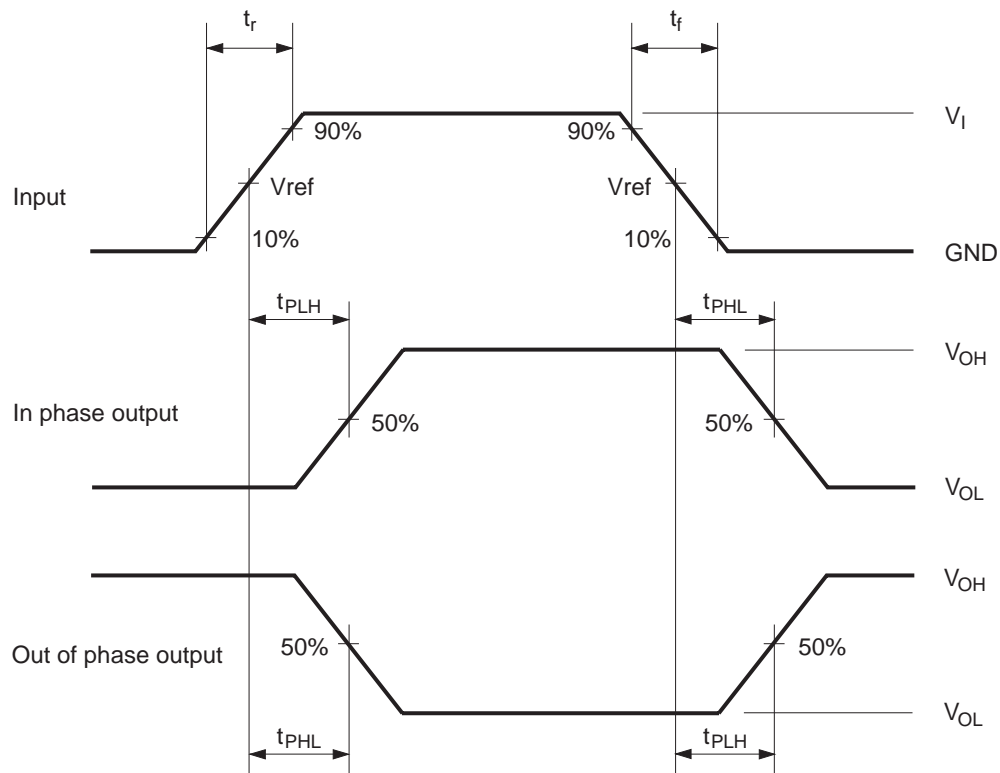 tr tf
VI
90% 90%
Input Vref Vref
10% 10%
GND
tPLH tPHL
VOH
In phase output 50% 50%
VOL
VOH
Out of phase output 50% 50%
VOL
tPHL tPLH